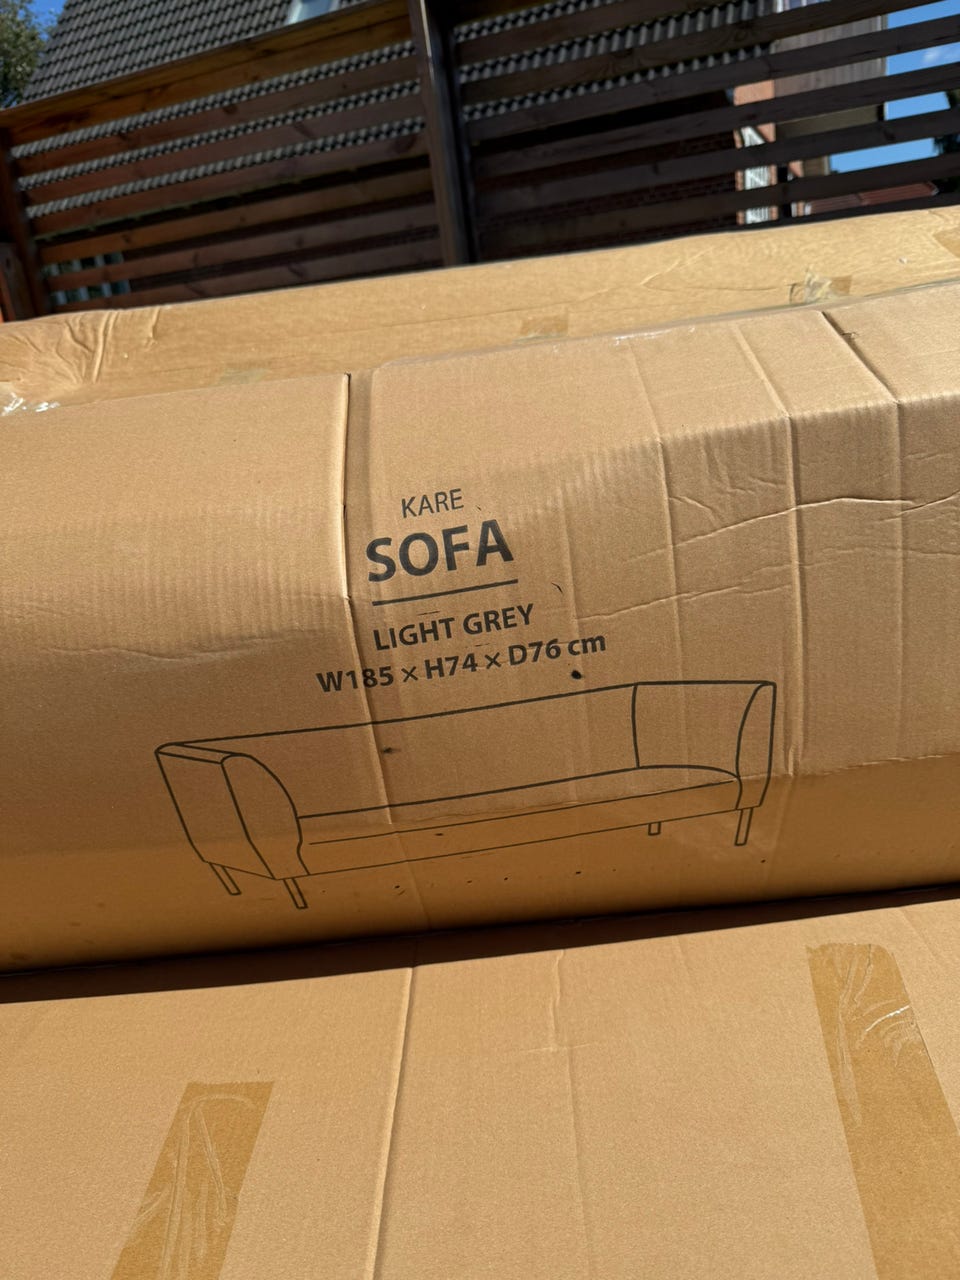 KARE
SOFA
LIGHT GREY
W185 × H74 × D76 cm